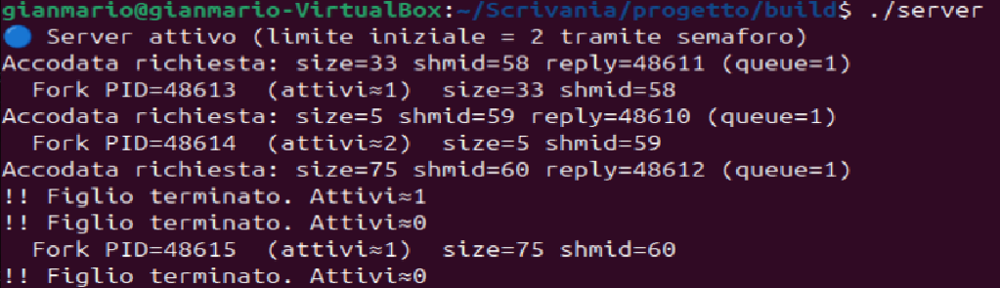 gianmario@gianmario-VirtualBox:~/Scrivania/progetto/build$ ./server
🔵 Server attivo (limite iniziale = 2 tramite semaforo)
Accodata richiesta: size=33 shmid=58 reply=48611 (queue=1)
  Fork PID=48613  (attivi≈1)  size=33 shmid=58
Accodata richiesta: size=5 shmid=59 reply=48610 (queue=1)
  Fork PID=48614  (attivi≈2)  size=5 shmid=59
Accodata richiesta: size=75 shmid=60 reply=48612 (queue=1)
!! Figlio terminato. Attivi≈1
!! Figlio terminato. Attivi≈0
  Fork PID=48615  (attivi≈1)  size=75 shmid=60
!! Figlio terminato. Attivi≈0